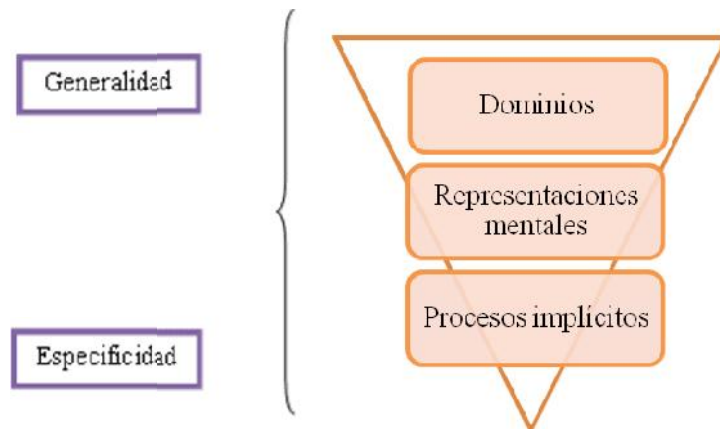 Generalidad
Dominios
Representaciones
mentales
Procesos implícitos
Especificidad